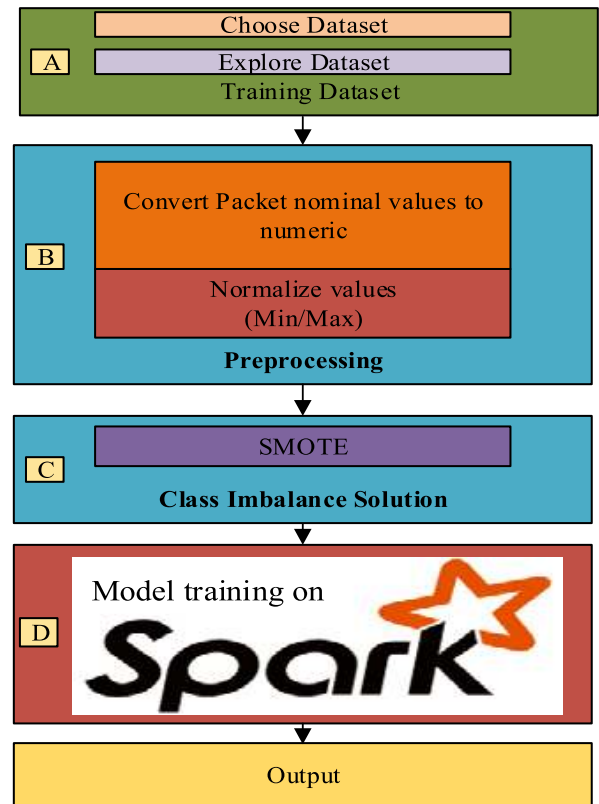 Choose Dataset
A
Explore Dataset
Training Dataset
Convert Packet nominal values to
numeric
B
Normalize values
(Min/Max)
Preprocessing
SMOTE
C
Class Imbalance Solution
Model training on
D
Spark
Output